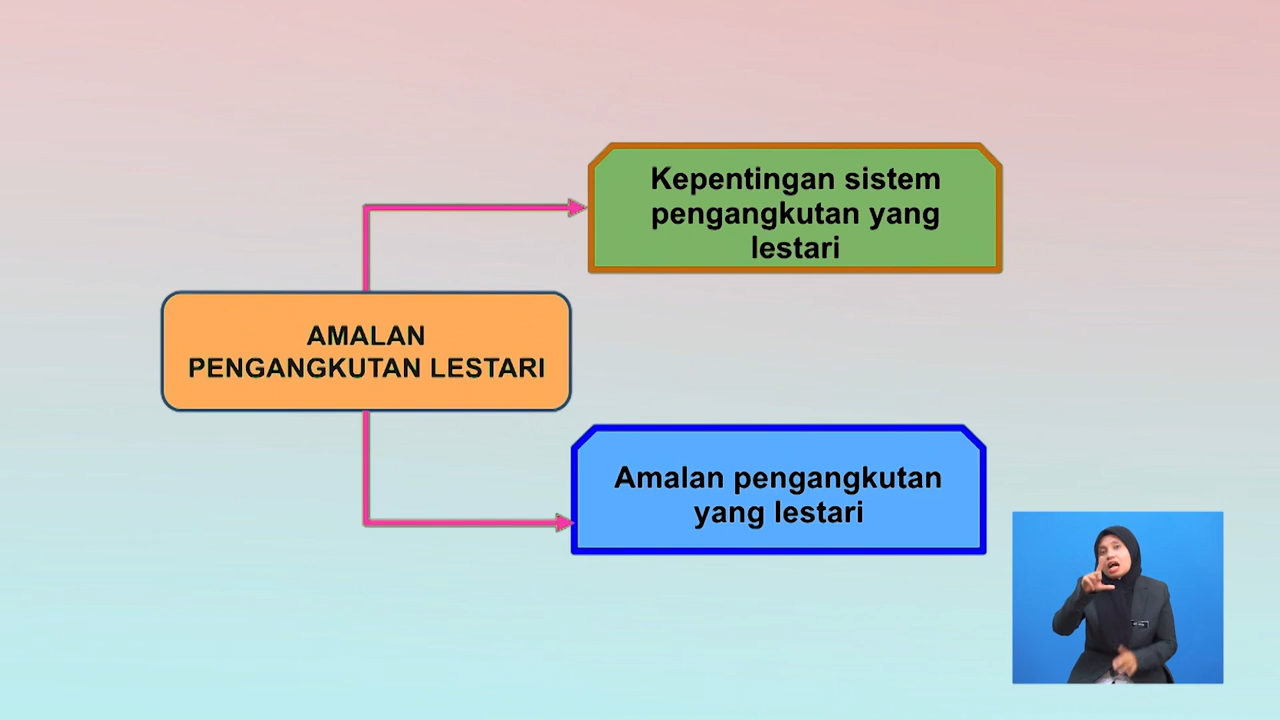 Kepentingan sistem
pengangkutan yang
lestari
AMALAN
PENGANGKUTAN LESTARI
Amalan pengangkutan
yang lestari